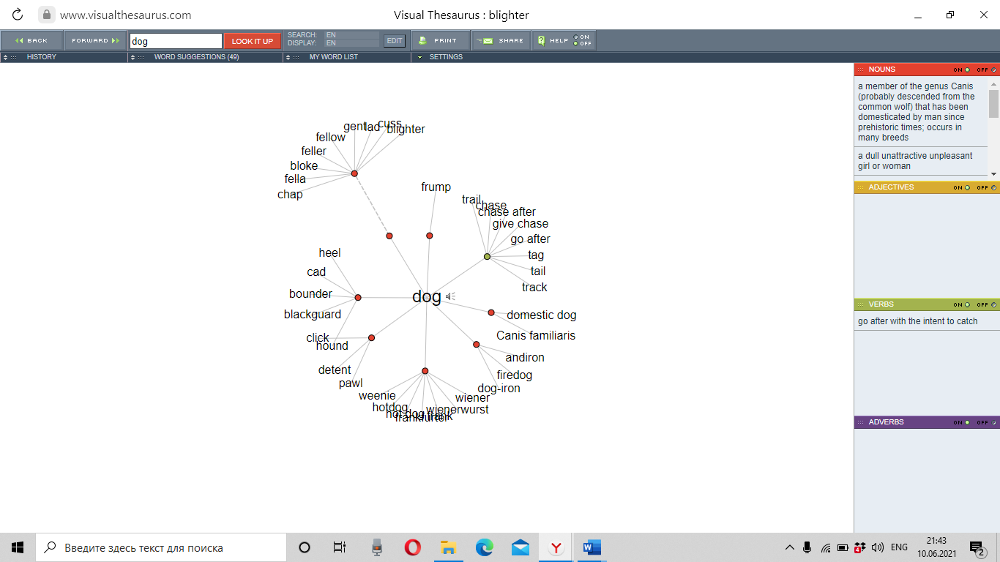 www.visualthesaurus.com
Visual Thesaurus : blighter
BACK
FORWARD
dog
LOOK IT UP
SEARCH: EN
DISPLAY: EN
EDIT
PRINT
SHARE
HELP
ON
OFF
HISTORY
WORD SUGGESTIONS (49)
MY WORD LIST
SETTINGS
gent
lad
cuss
blighter
fellow
feller
bloke
fella
chap
frump
trail
chase
chase after
give chase
go after
tag
tail
track
heel
cad
bounder
blackguard
hound
dog
domestic dog
Canis familiaris
click
detent
pawl
andiron
firedog
dog-iron
weenie
hotdog
hot dog
frankfurter
frank
wienerwurst
wiener
NOUNS
ON OFF
a member of the genus Canis
(probably descended from the
common wolf) that has been
domesticated by man since
prehistoric times; occurs in
many breeds
a dull unattractive unpleasant
girl or woman
ADJECTIVES
ON OFF
VERBS
ON OFF
go after with the intent to catch
ADVERBS
ON OFF
Введите здесь текст для поиска
4
ENG
21:43
10.06.2021
2